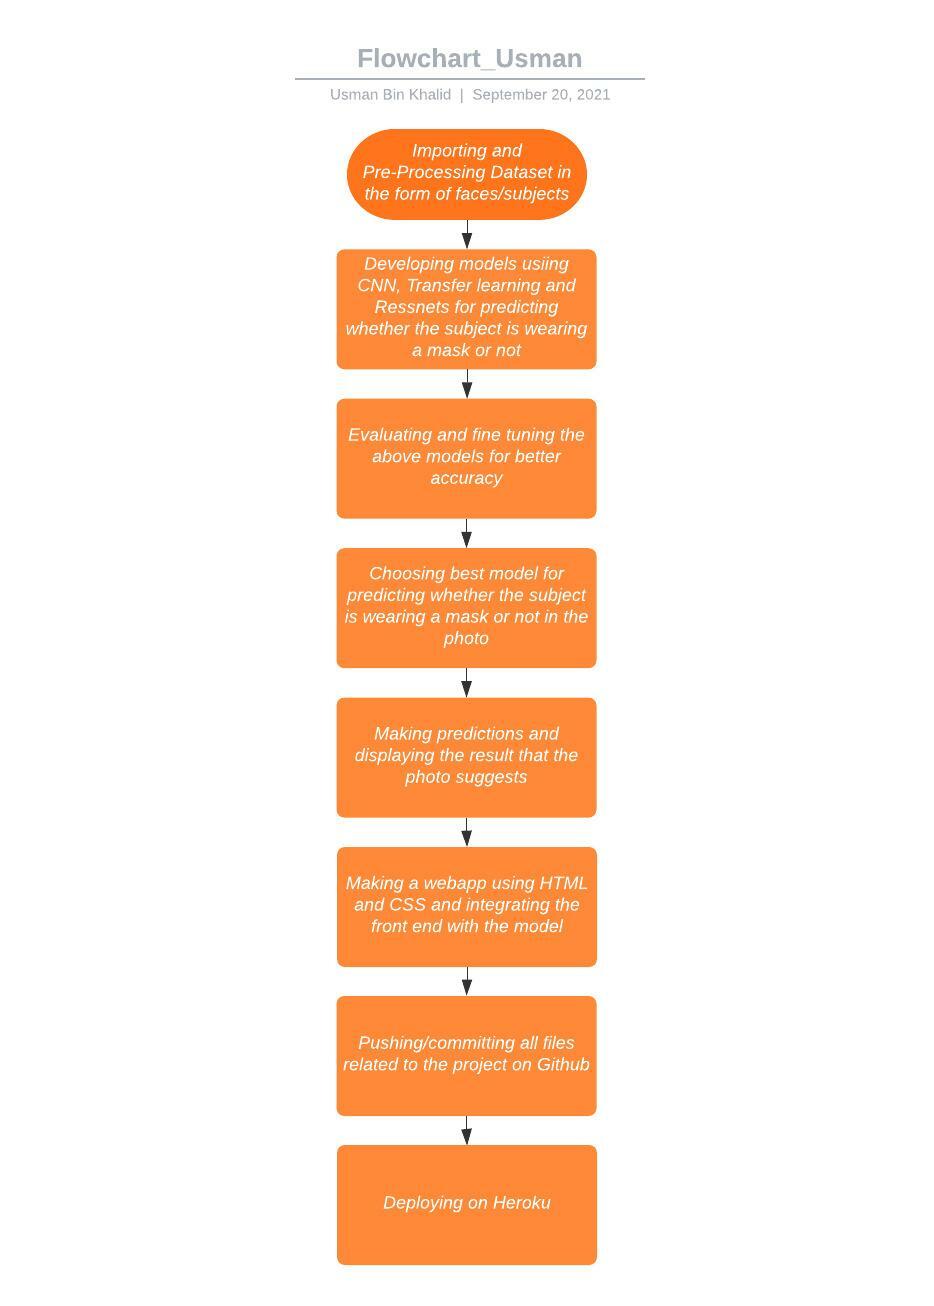 Flowchart_Usman
Usman Bin Khalid | September 20, 2021
Importing and
Pre-Processing Dataset in
the form of faces/subjects
Developing models usiing
CNN, Transfer learning and
Ressnets for predicting
whether the subject is wearing
a mask or not
Evaluating and fine tuning the
above models for better
accuracy
Choosing best model for
predicting whether the subject
is wearing a mask or not in the
photo
Making predictions and
displaying the result that the
photo suggests
Making a webapp using HTML
and CSS and integrating the
front end with the model
Pushing/committing all files
related to the project on Github
Deploying on Heroku